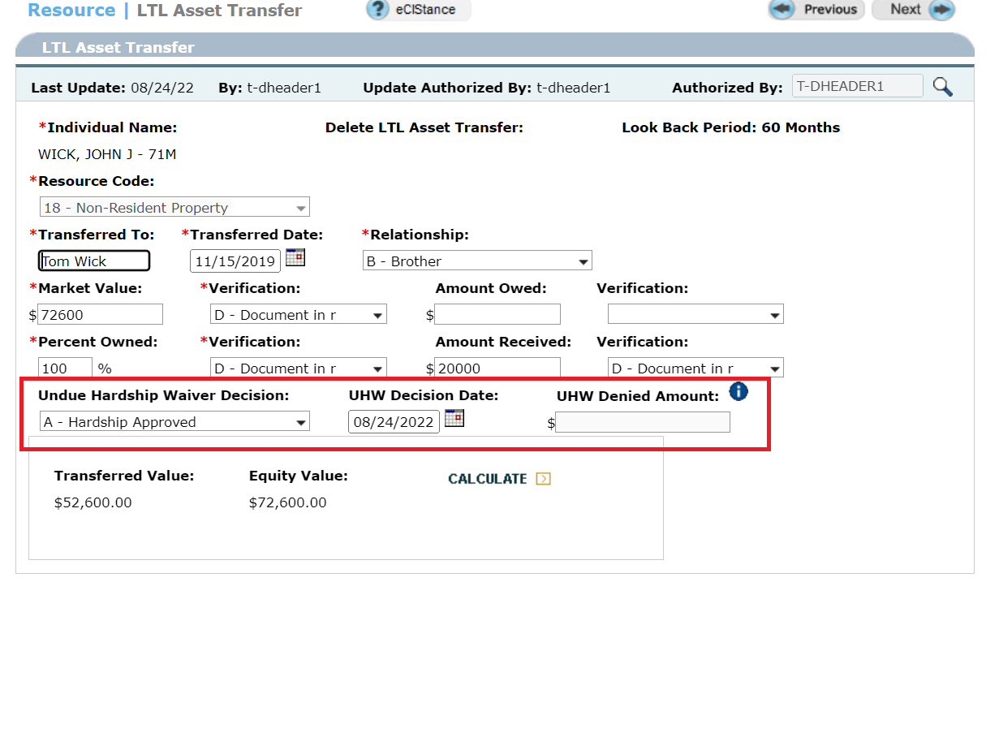 Resource | LTL Asset Transfer ? eCIStance Previous Next
LTL Asset Transfer
Last Update: 08/24/22 By: t-dheader1 Update Authorized By: t-dheader1 Authorized By: T-DHEADER1
*Individual Name: Delete LTL Asset Transfer: Look Back Period: 60 Months
WICK, JOHN J - 71M
*Resource Code:
18 - Non-Resident Property
*Transferred To: *Transferred Date: *Relationship:
Tom Wick 11/15/2019 B - Brother
*Market Value: *Verification: Amount Owed: Verification:
$72600 D - Document in r $
*Percent Owned: *Verification: Amount Received: Verification:
100 % D - Document in r $20000 D - Document in r
Undue Hardship Waiver Decision: UHW Decision Date: UHW Denied Amount: i
A - Hardship Approved 08/24/2022 $
Transferred Value: Equity Value: CALCULATE
$52,600.00 $72,600.00